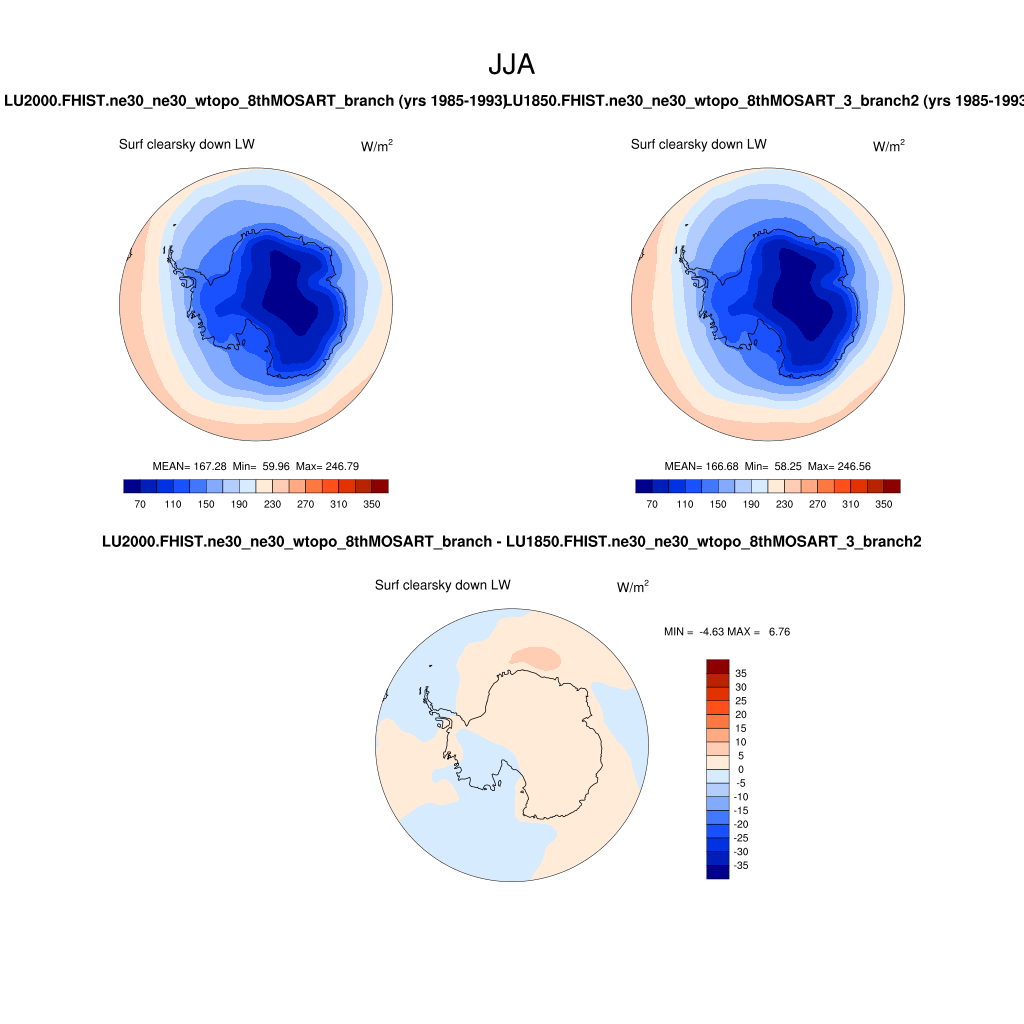 JJA
LU2000.FHIST.ne30_ne30_wtopo_8thMOSART_branch (yrs 1985-1993)
LU1850.FHIST.ne30_ne30_wtopo_8thMOSART_3_branch2 (yrs 1985-1993
Surf clearsky down LW W/m²
Surf clearsky down LW W/m²
MEAN= 167.28 Min= 59.96 Max= 246.79
70 110 150 190 230 270 310 350
MEAN= 166.68 Min= 58.25 Max= 246.56
70 110 150 190 230 270 310 350
LU2000.FHIST.ne30_ne30_wtopo_8thMOSART_branch - LU1850.FHIST.ne30_ne30_wtopo_8thMOSART_3_branch2
Surf clearsky down LW W/m²
MIN = -4.63 MAX = 6.76
35
30
25
20
15
10
5
0
-5
-10
-15
-20
-25
-30
-35